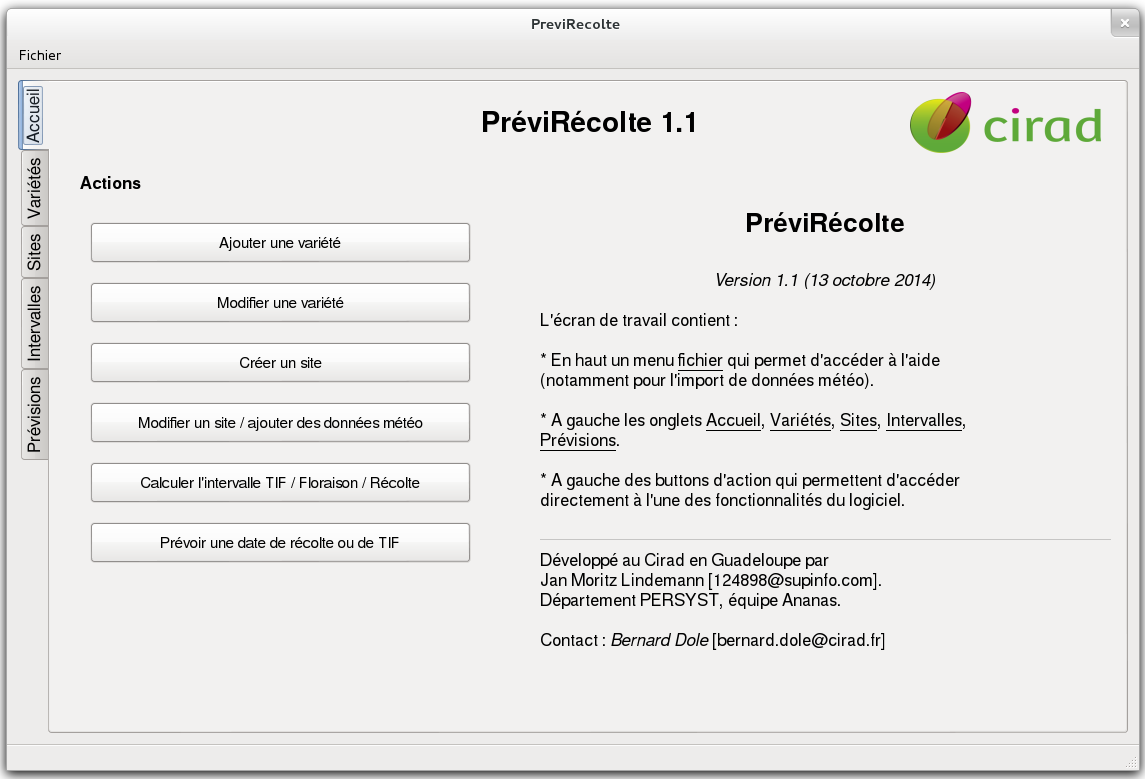 PreviRecolte
Fichier
Accueil
Variétés
Sites
Intervalles
Prévisions
PréviRécolte 1.1
cirad
Actions
Ajouter une variété
Modifier une variété
Créer un site
Modifier un site / ajouter des données météo
Calculer l'intervalle TIF / Floraison / Récolte
Prévoir une date de récolte ou de TIF
PréviRécolte
Version 1.1 (13 octobre 2014)
L'écran de travail contient :
* En haut un menu fichier qui permet d'accéder à l'aide
(notamment pour l'import de données météo).
* A gauche les onglets Accueil, Variétés, Sites, Intervalles,
Prévisions.
* A gauche des buttons d'action qui permettent d'accéder
directement à l'une des fonctionnalités du logiciel.
Développé au Cirad en Guadeloupe par
Jan Moritz Lindemann [124898@supinfo.com].
Département PERSYST, équipe Ananas.
Contact : Bernard Dole [bernard.dole@cirad.fr]